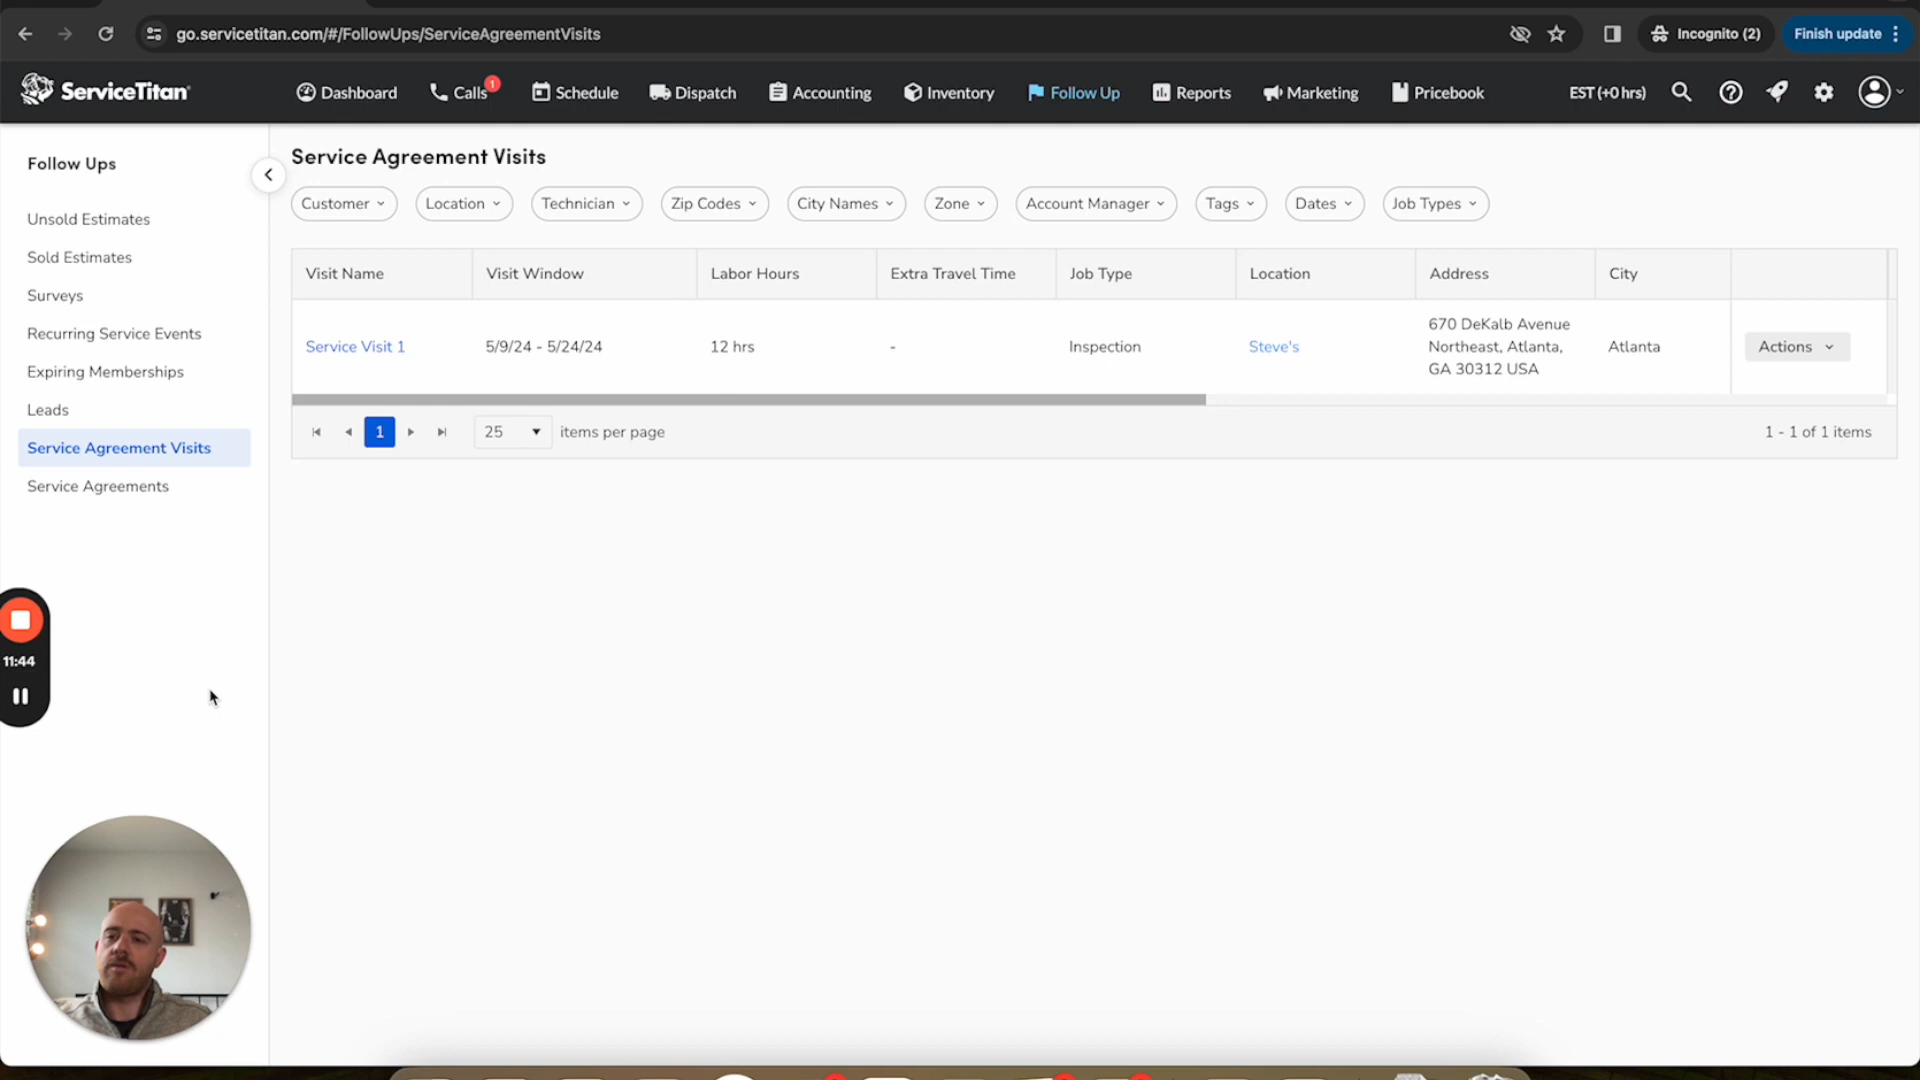 go.servicetitan.com/#/FollowUps/ServiceAgreementVisits
Incognito (2)
Finish update
ServiceTitan
Dashboard
Calls
1
Schedule
Dispatch
Accounting
Inventory
Follow Up
Reports
Marketing
Pricebook
EST (+0 hrs)
Follow Ups
Unsold Estimates
Sold Estimates
Surveys
Recurring Service Events
Expiring Memberships
Leads
Service Agreement Visits
Service Agreements
11:44
Service Agreement Visits
Customer
Location
Technician
Zip Codes
City Names
Zone
Account Manager
Tags
Dates
Job Types
Visit Name
Visit Window
Labor Hours
Extra Travel Time
Job Type
Location
Address
City
Service Visit 1
5/9/24 - 5/24/24
12 hrs
-
Inspection
Steve's
670 DeKalb Avenue
Northeast, Atlanta,
GA 30312 USA
Atlanta
Actions
1
25
items per page
1 - 1 of 1 items